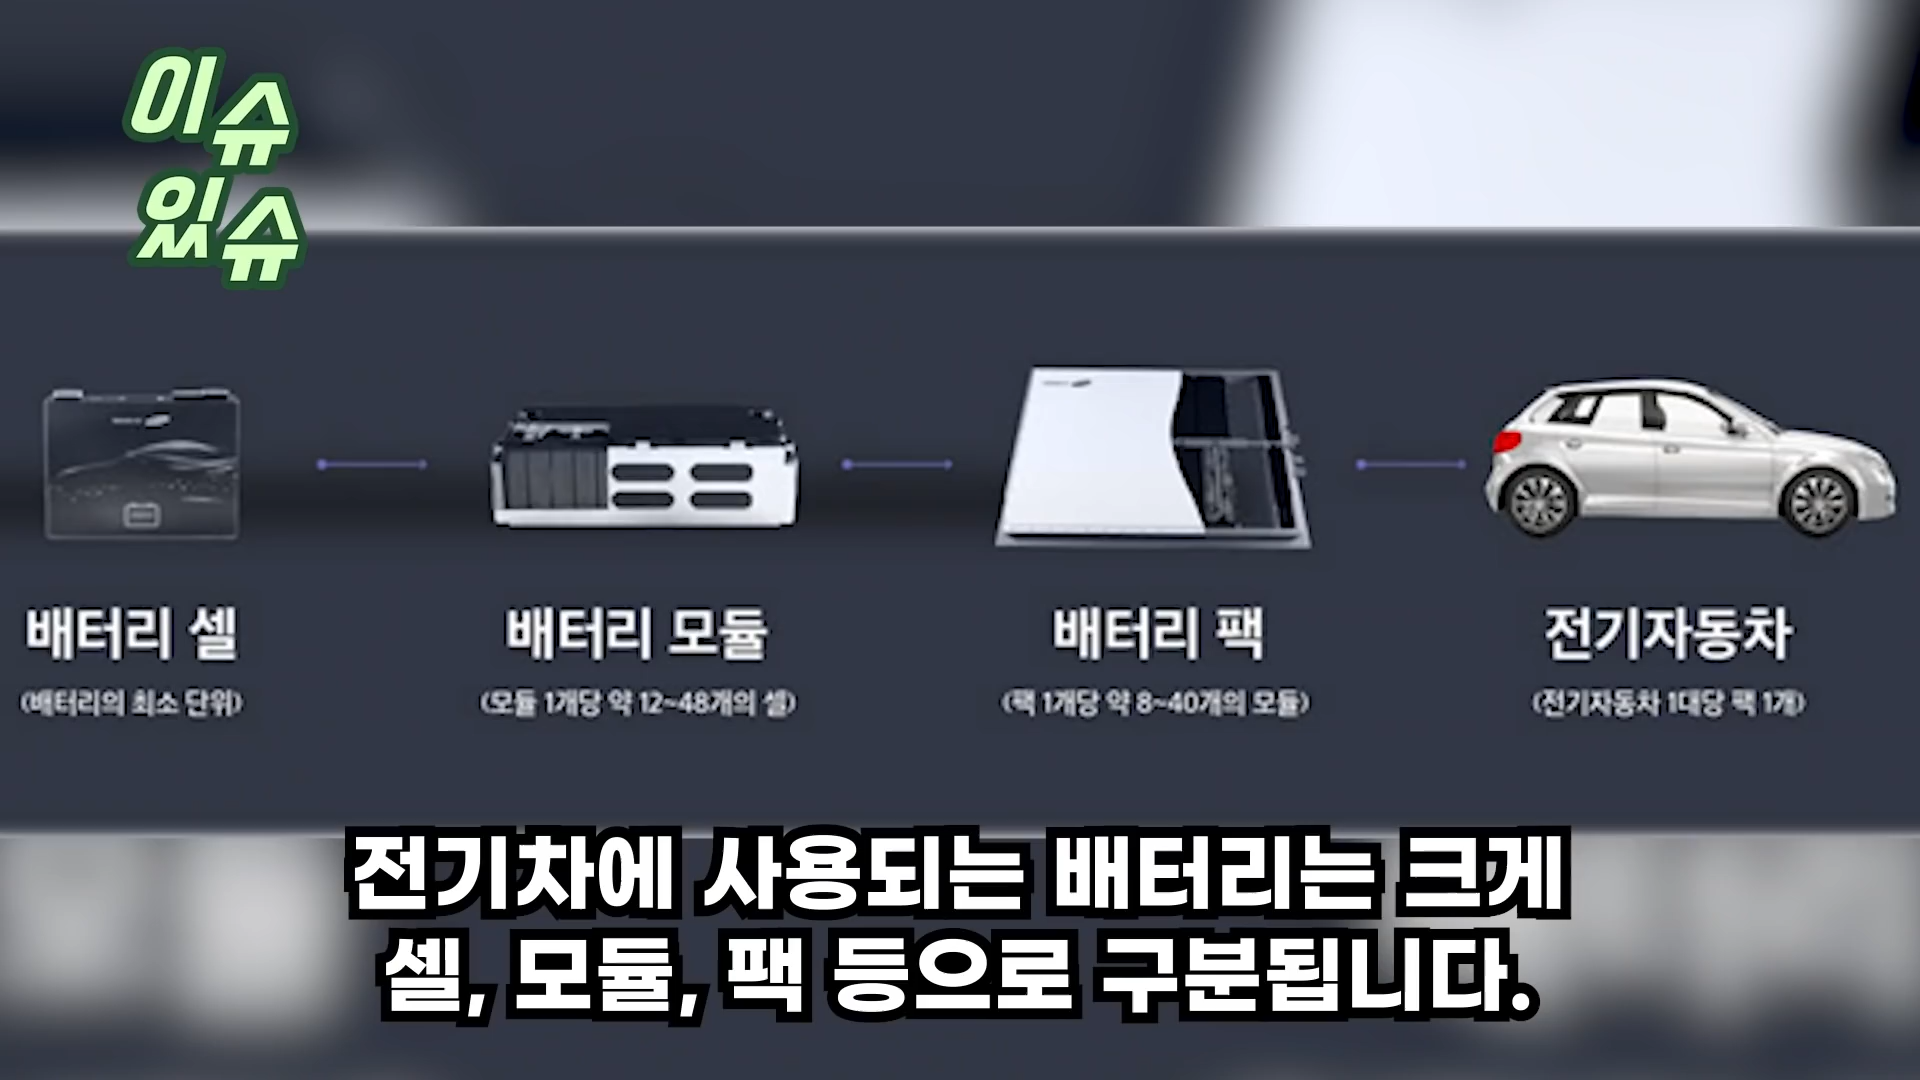 이슈
있슈
배터리 셀
(배터리의 최소 단위)
배터리 모듈
(모듈 1개당 약 12~48개의 셀)
배터리 팩
(팩 1개당 약 8~40개의 모듈)
전기자동차
(전기자동차 1대당 팩 1개)
전기차에 사용되는 배터리는 크게
셀, 모듈, 팩 등으로 구분됩니다.